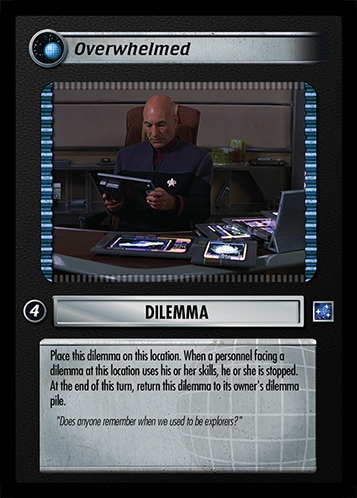 Overwhelmed
4
DILEMMA
Place this dilemma on this location. When a personnel facing a
dilemma at this location uses his or her skills, he or she is stopped.
At the end of this turn, return this dilemma to its owner's dilemma
pile.
"Does anyone remember when we used to be explorers?"